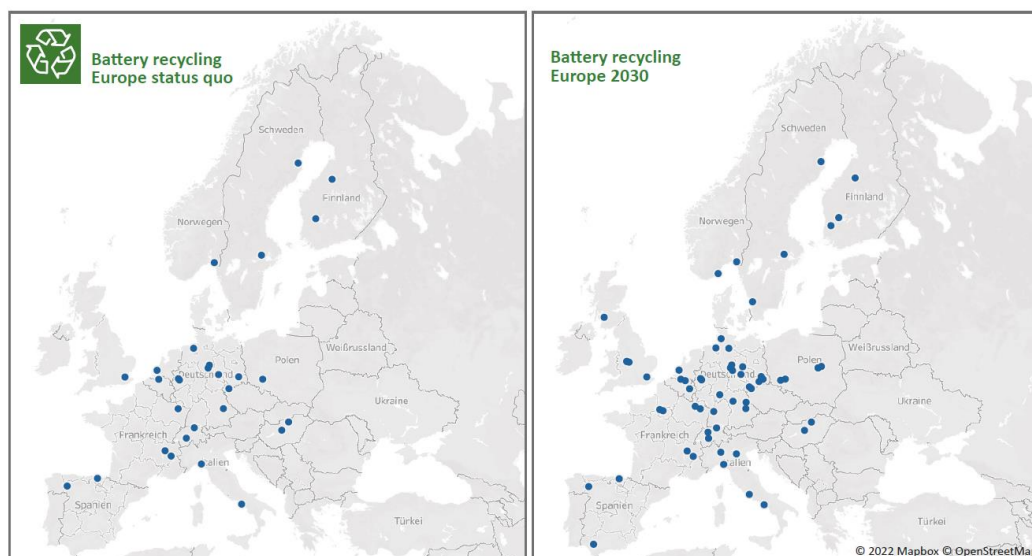 Battery recycling
Europe status quo
Schweden
Finnland
Norwegen
Weißrussland
Polen
Deutschland
Ukraine
Frankreich
Italien
Spanien
Türkei
Battery recycling
Europe 2030
Schweden
Finnland
Norwegen
Weißrussland
Polen
Deutschland
Ukraine
Frankreich
Italien
Spanien
Türkei
© 2022 Mapbox © OpenStreetMa